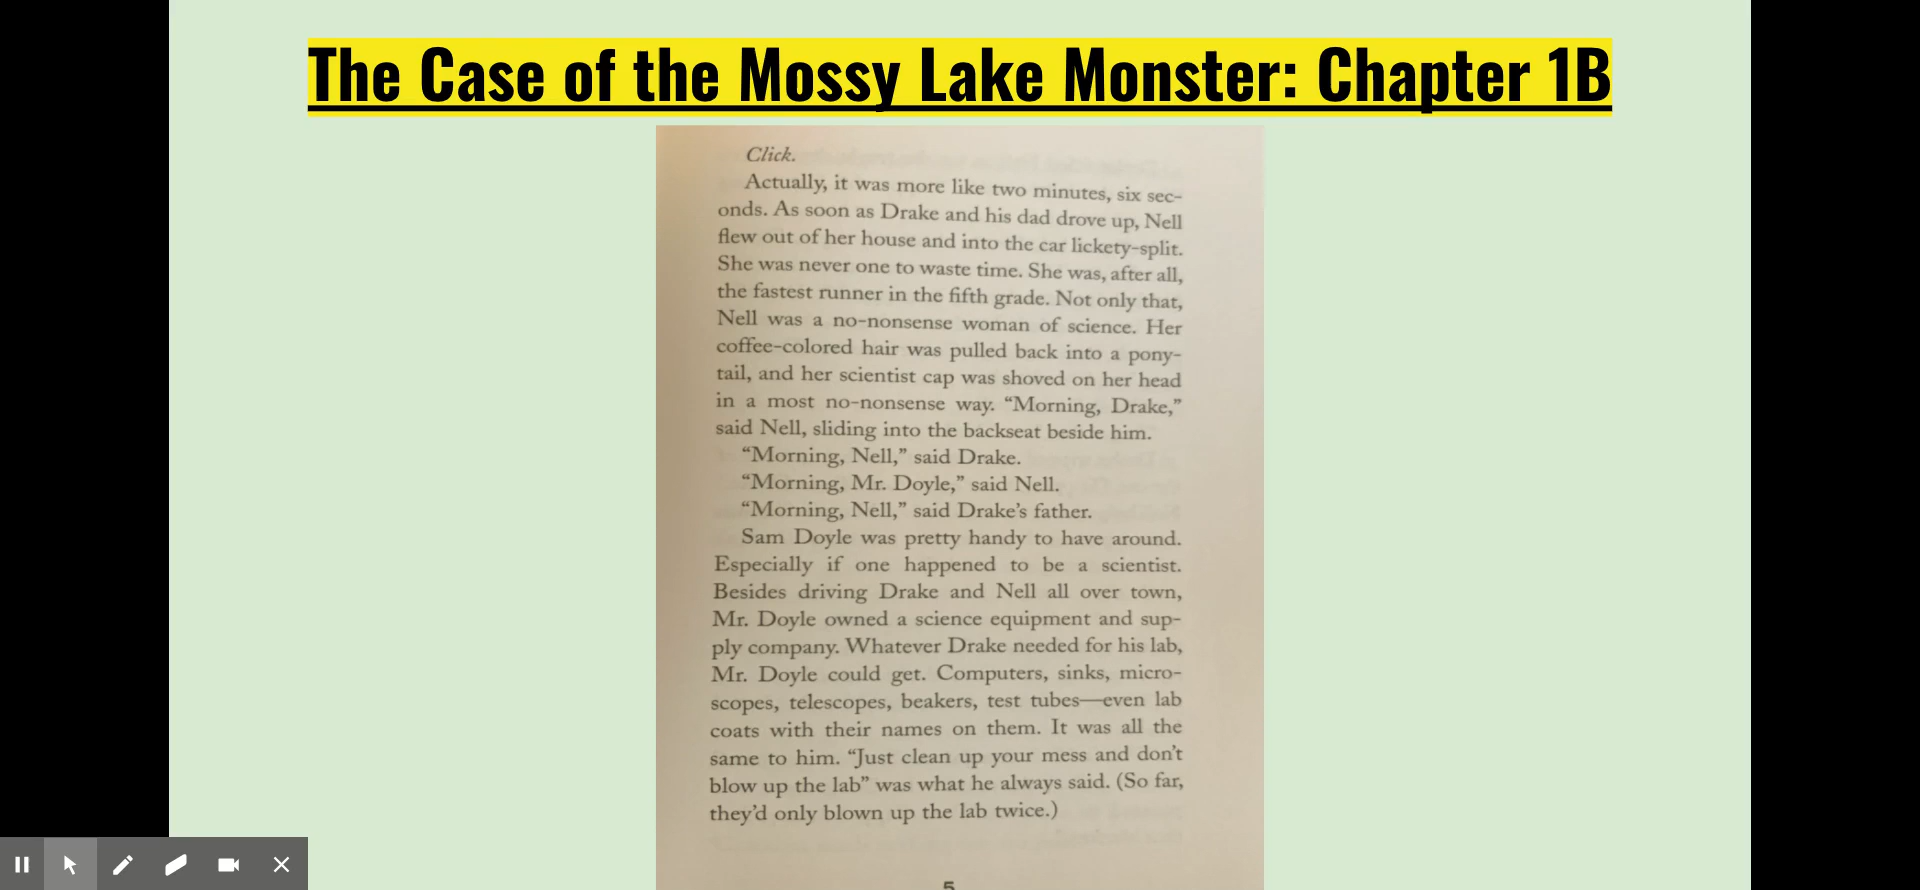 The Case of the Mossy Lake Monster: Chapter 1B
Click.
Actually, it was more like two minutes, six sec-
onds. As soon as Drake and his dad drove up, Nell
flew out of her house and into the car lickety-split.
She was never one to waste time. She was, after all,
the fastest runner in the fifth grade. Not only that,
Nell was a no-nonsense woman of science. Her
coffee-colored hair was pulled back into a pony-
tail, and her scientist cap was shoved on her head
in a most no-nonsense way. “Morning, Drake,”
said Nell, sliding into the backseat beside him.
“Morning, Nell,” said Drake.
“Morning, Mr. Doyle,” said Nell.
“Morning, Nell,” said Drake’s father.
Sam Doyle was pretty handy to have around.
Especially if one happened to be a scientist.
Besides driving Drake and Nell all over town,
Mr. Doyle owned a science equipment and sup-
ply company. Whatever Drake needed for his lab,
Mr. Doyle could get. Computers, sinks, micro-
scopes, telescopes, beakers, test tubes—even lab
coats with their names on them. It was all the
same to him. “Just clean up your mess and don’t
blow up the lab” was what he always said. (So far,
they’d only blown up the lab twice.)
5